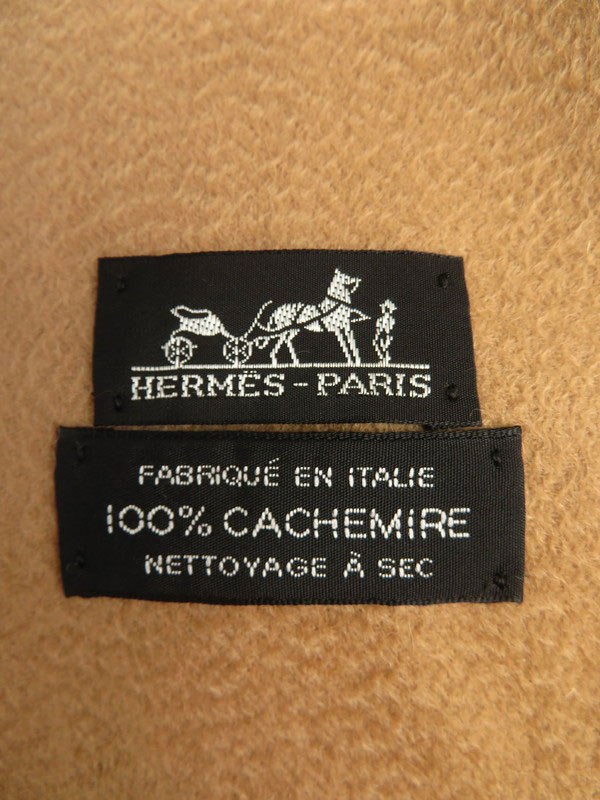 HERMÈS-PARIS
FABRIQUÉ EN ITALIE
100% CACHEMIRE
NETTOYAGE À SEC